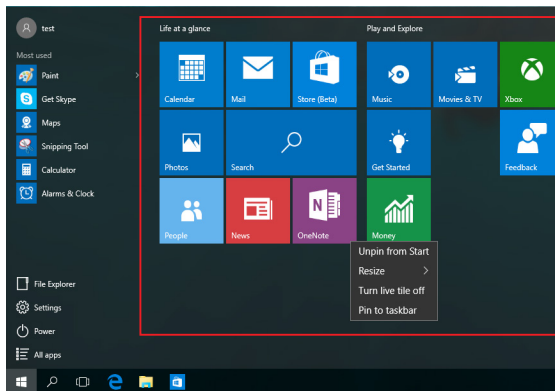 test
Life at a glance
Play and Explore
Most used
Paint
Get Skype
Maps
Snipping Tool
Calculator
Alarms & Clock
File Explorer
Settings
Power
All apps
Calendar
Mail
Store (Beta)
Music
Movies & TV
Xbox
Photos
Search
Get Started
Feedback
People
News
OneNote
Money
Unpin from Start
Resize
Turn live tile off
Pin to taskbar